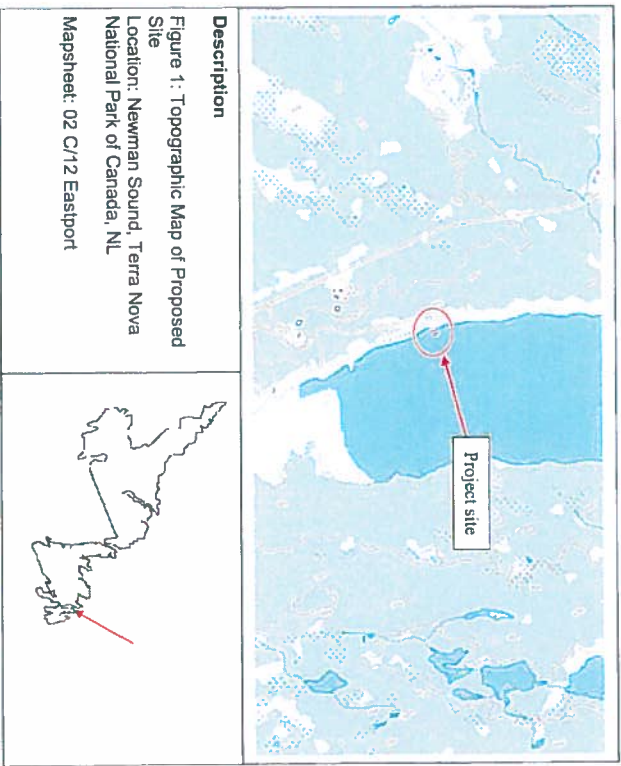 Project site
Description
Figure 1: Topographic Map of Proposed
Site
Location: Newman Sound, Terra Nova
National Park of Canada, NL
Mapsheet: 02 C/12 Eastport